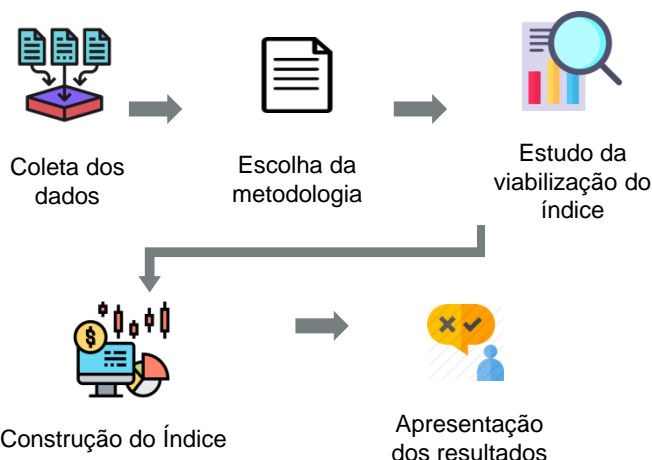 Coleta dos
dados
Escolha da
metodologia
Estudo da
viabilização do
índice
Construção do Índice
Apresentação
dos resultados